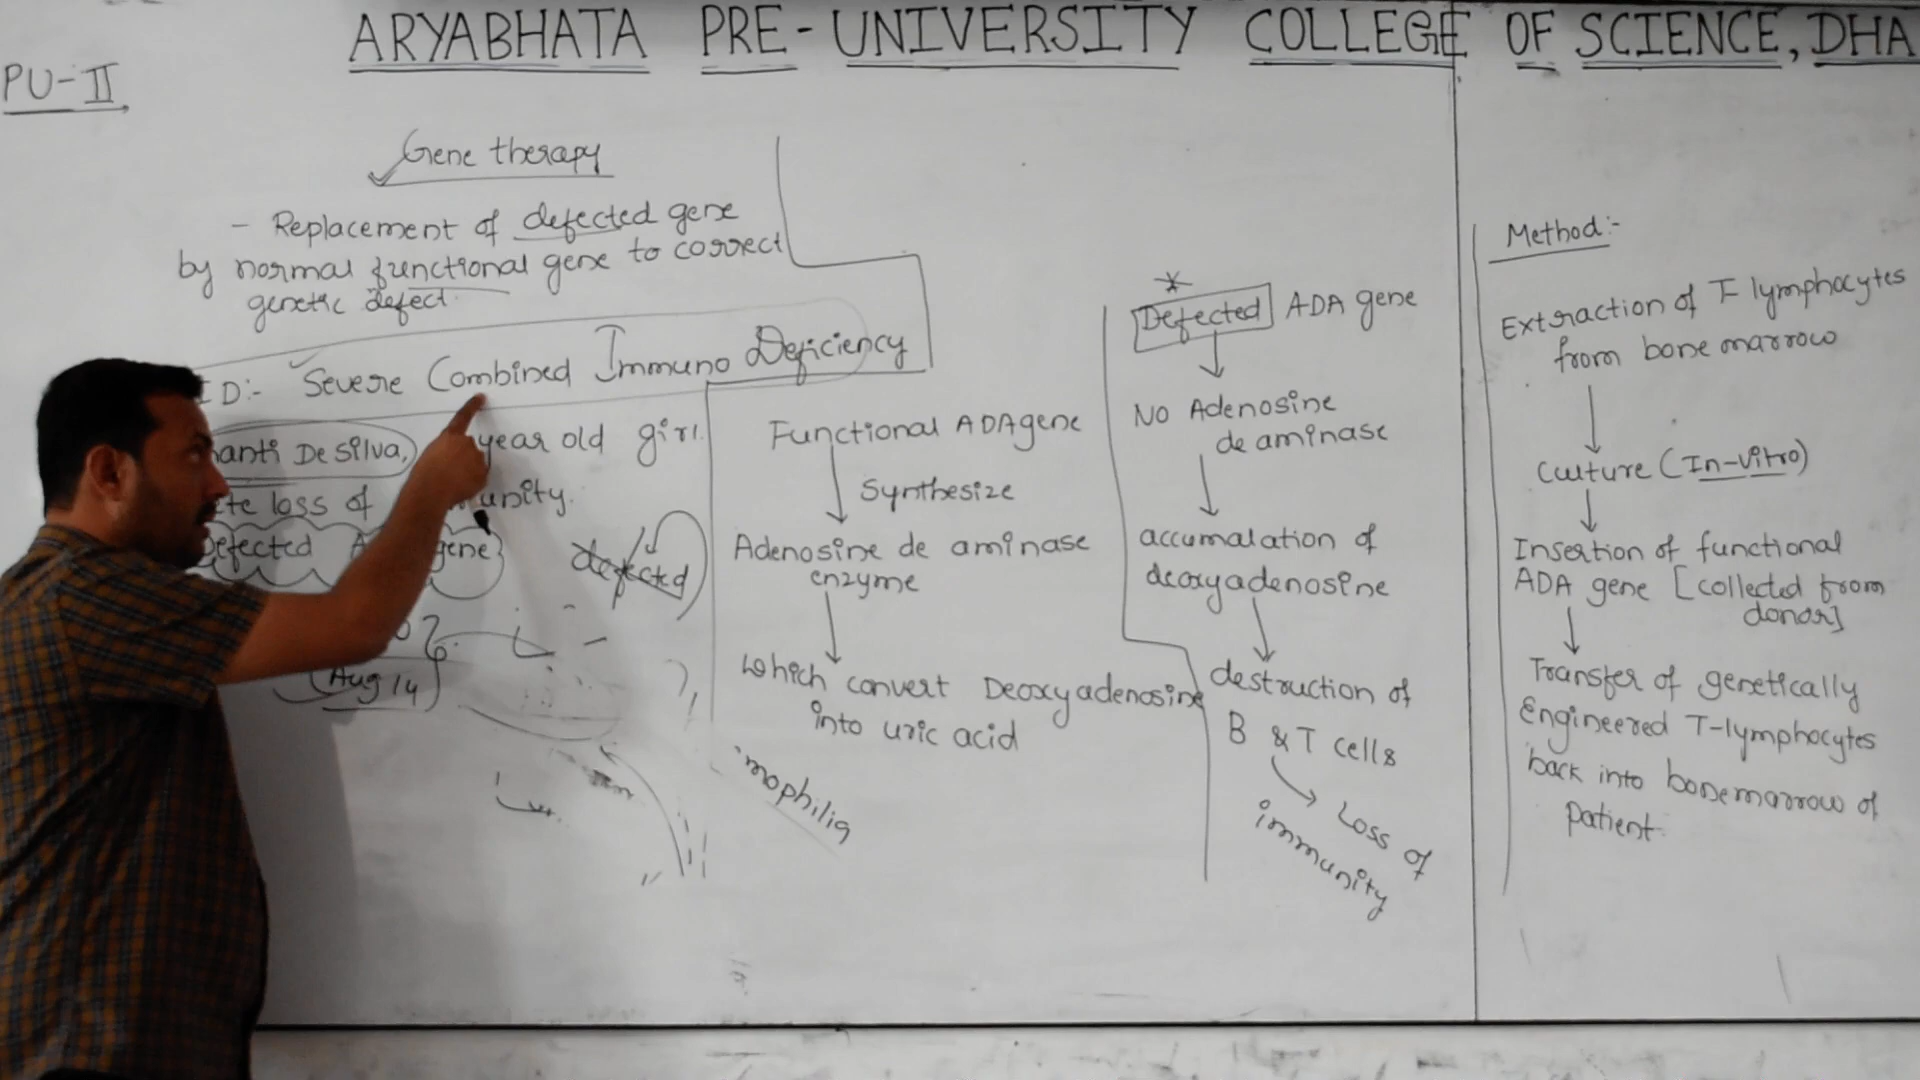 ARYABHATA PRE-UNIVERSITY COLLEGE OF SCIENCE, DHA
PU-II
Gene therapy
- Replacement of defected gene
by normal functional gene to correct
genetic defect.
ID:- Severe Combined Immuno Deficiency
anti De Silva, year old girl.
te loss of unity.
Defected A gene
defected
Aug 14
Functional ADA gene
Synthesize
Adenosine de aminase
enzyme
Which convert Deoxyadenosine
into uric acid
mophilia
*
Defected ADA gene
No Adenosine
de aminase
accumalation of
deoxyadenosine
destruction of
B & T cells
Loss of
immunity
Method:-
Extraction of T lymphocytes
from bone marrow
Culture (In-vitro)
Insertion of functional
ADA gene [collected from
donor]
Transfer of genetically
Engineered T-lymphocytes
back into bonemarrow of
patient.